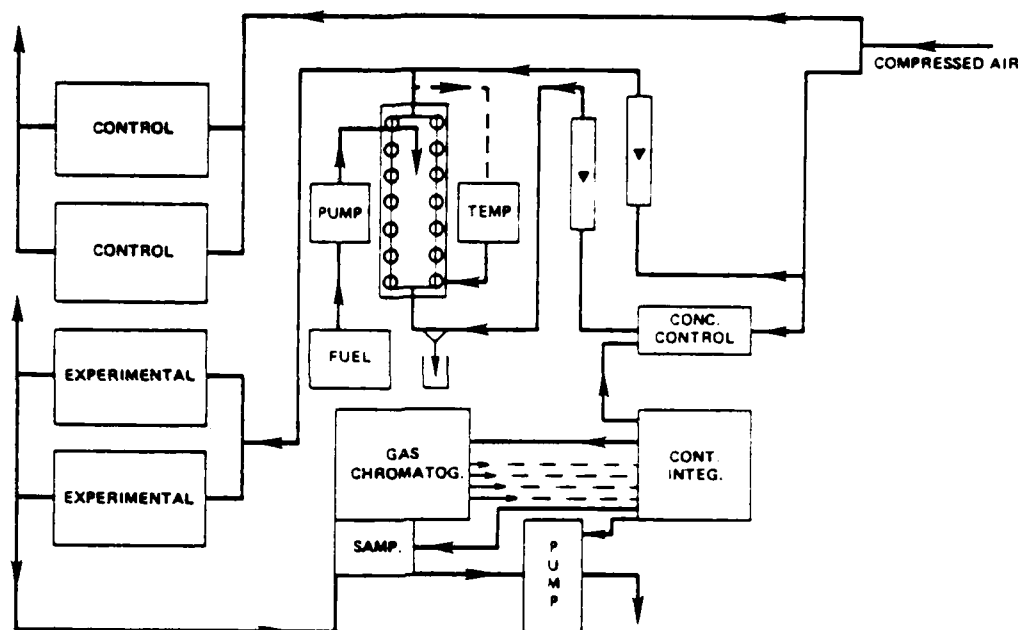 COMPRESSED AIR
CONTROL
PUMP
TEMP
CONTROL
CONC.
CONTROL
FUEL
EXPERIMENTAL
GAS
CHROMATOG.
CONT.
INTEG.
EXPERIMENTAL
SAMP.
P
U
M
P